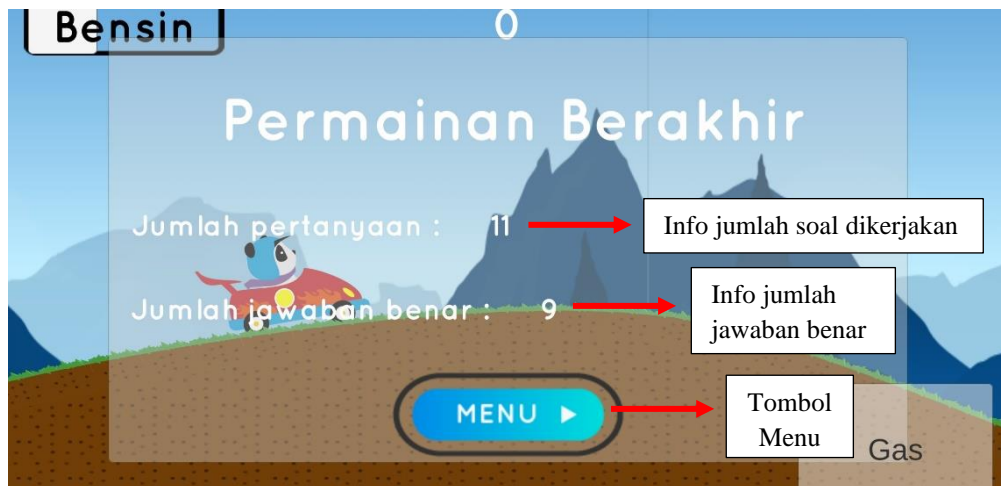 Bensin
0
Permainan Berakhir
Jumlah pertanyaan : 11
Info jumlah soal dikerjakan
Jumlah jawaban benar : 9
Info jumlah
jawaban benar
MENU
Tombol
Menu
Gas